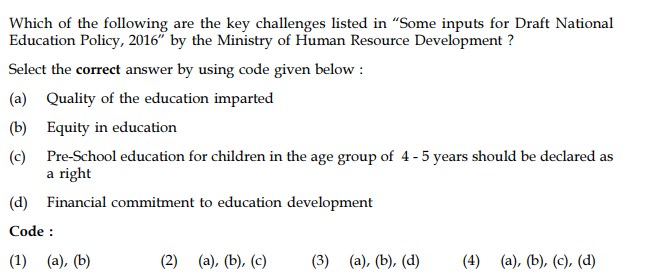 Which of the following are the key challenges listed in “Some inputs for Draft National
Education Policy, 2016” by the Ministry of Human Resource Development ?
Select the correct answer by using code given below :
(a) Quality of the education imparted
(b) Equity in education
(c) Pre-School education for children in the age group of 4 - 5 years should be declared as
a right
(d) Financial commitment to education development
Code :
(1) (a), (b) (2) (a), (b), (c) (3) (a), (b), (d) (4) (a), (b), (c), (d)